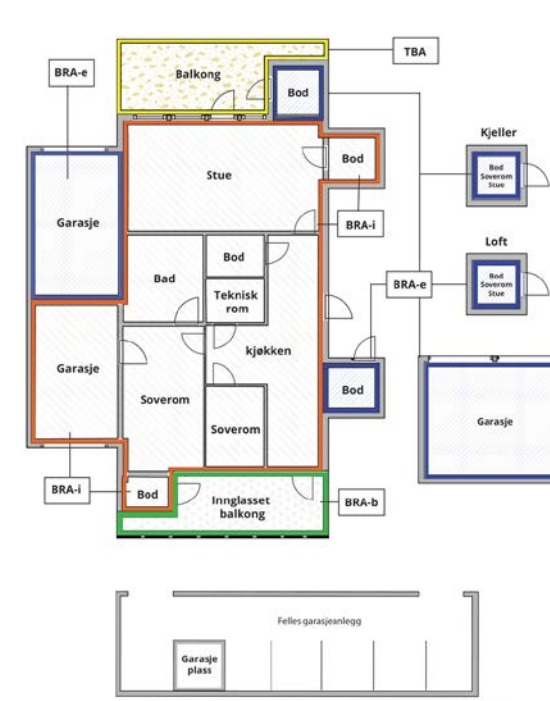 TBA
BRA-e
Balkong
Bod
Kjeller
Bod
Soverom
Stue
Stue
Bod
Garasje
BRA-i
Loft
Bod
Soverom
Stue
Bad
Bod
Teknisk
rom
BRA-e
Garasje
kjøkken
Soverom
Soverom
Bod
Garasje
BRA-i
Bod
Innglasset
balkong
BRA-b
Felles garasjeanlegg
Garasje
plass